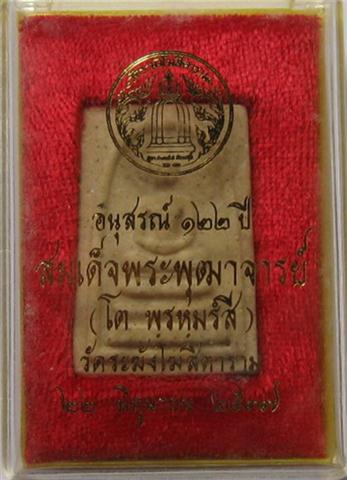 อนุสรณ์ ๑๒๒ ปี
สมเด็จพระพุฒาจารย์
(โต พฺรหฺมรํสี)
วัดระฆังโฆสิตาราม
๒๒ มิถุนายน ๒๕๓๗